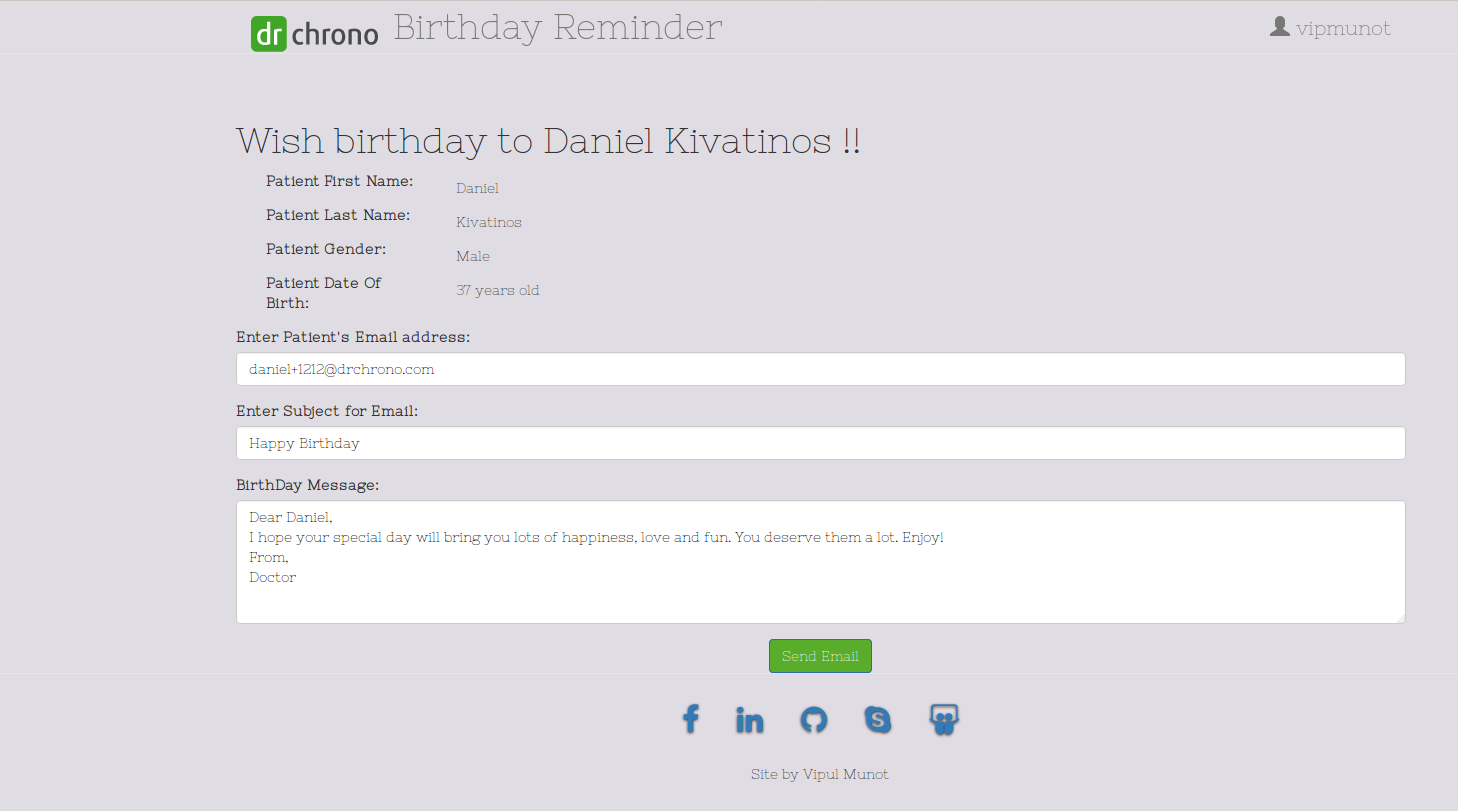 dr chrono Birthday Reminder vipmunot
Wish birthday to Daniel Kivatinos !!
Patient First Name: Daniel
Patient Last Name: Kivatinos
Patient Gender: Male
Patient Date Of
Birth: 37 years old
Enter Patient's Email address:
daniel+1212@drchrono.com
Enter Subject for Email:
Happy Birthday
BirthDay Message:
Dear Daniel,
I hope your special day will bring you lots of happiness, love and fun. You deserve them a lot. Enjoy!
From,
Doctor
Send Email
Site by Vipul Munot